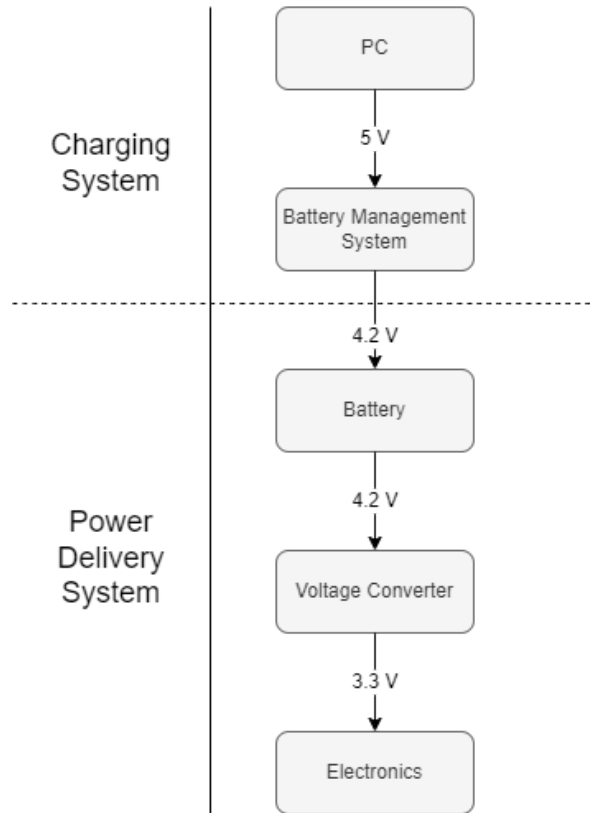 PC
5 V
Charging
System
Battery Management
System
4.2 V
Battery
4.2 V
Power
Delivery
System
Voltage Converter
3.3 V
Electronics